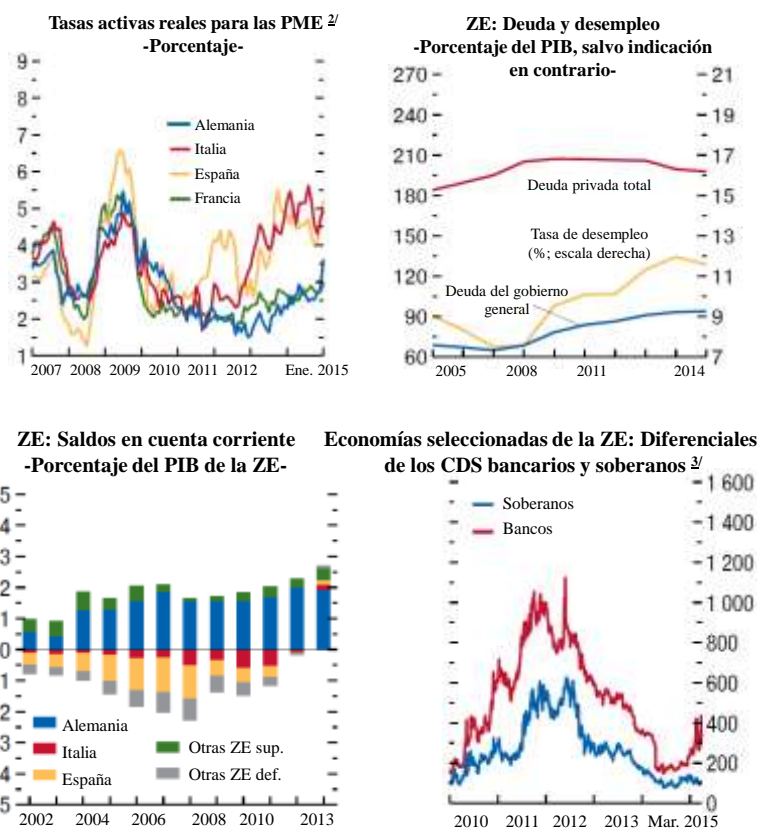 Tasas activas reales para las PME 2/
-Porcentaje-
9
8
7
6
5
4
3
2
1
Alemania
Italia
España
Francia
2007 2008 2009 2010 2011 2012 Ene. 2015
ZE: Deuda y desempleo
-Porcentaje del PIB, salvo indicación
en contrario-
270
240
210
180
150
120
90
60
21
19
17
15
13
11
9
7
Deuda privada total
Tasa de desempleo
(%; escala derecha)
Deuda del gobierno
general
2005 2008 2011 2014
ZE: Saldos en cuenta corriente
-Porcentaje del PIB de la ZE-
5
4
3
2
1
0
1
2
3
4
5
Alemania
Italia
España
Otras ZE sup.
Otras ZE def.
2002 2004 2006 2008 2010 2013
Economías seleccionadas de la ZE: Diferenciales
de los CDS bancarios y soberanos 3/
Soberanos
Bancos
1 600
1 400
1 200
1 000
800
600
400
200
0
2010 2011 2012 2013 Mar. 2015